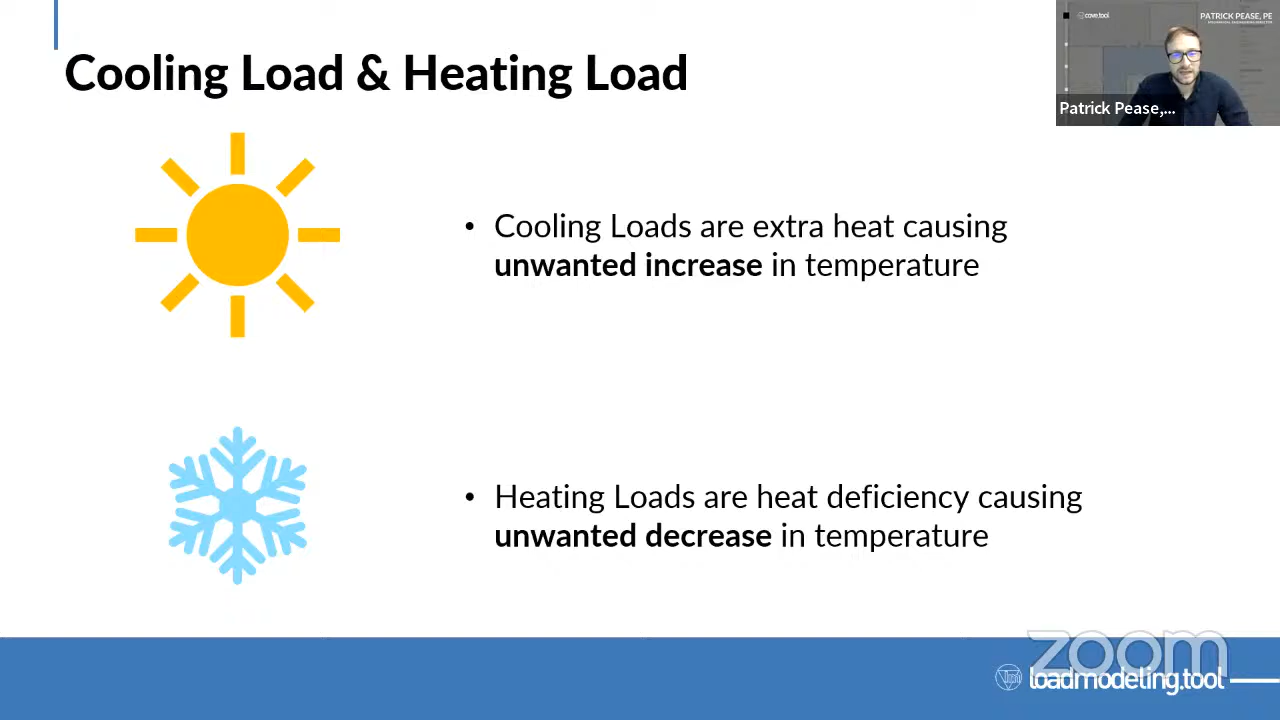 Cooling Load & Heating Load
cove.tool
PATRICK PEASE, PE
Patrick Pease,...
• Cooling Loads are extra heat causing
unwanted increase in temperature
• Heating Loads are heat deficiency causing
unwanted decrease in temperature
zoom
loadmodeling.tool